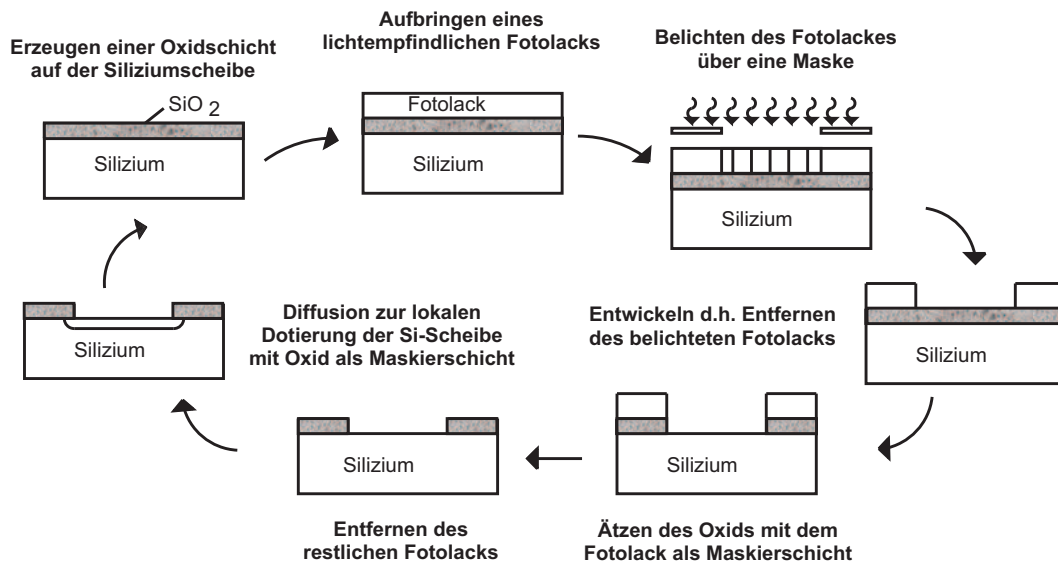 Erzeugen einer Oxidschicht
auf der Siliziumscheibe
SiO 2
Silizium
Aufbringen eines
lichtempfindlichen Fotolacks
Fotolack
Silizium
Belichten des Fotolackes
über eine Maske
Silizium
Entwickeln d.h. Entfernen
des belichteten Fotolacks
Silizium
Ätzen des Oxids mit dem
Fotolack als Maskierschicht
Silizium
Entfernen des
restlichen Fotolacks
Silizium
Diffusion zur lokalen
Dotierung der Si-Scheibe
mit Oxid als Maskierschicht
Silizium